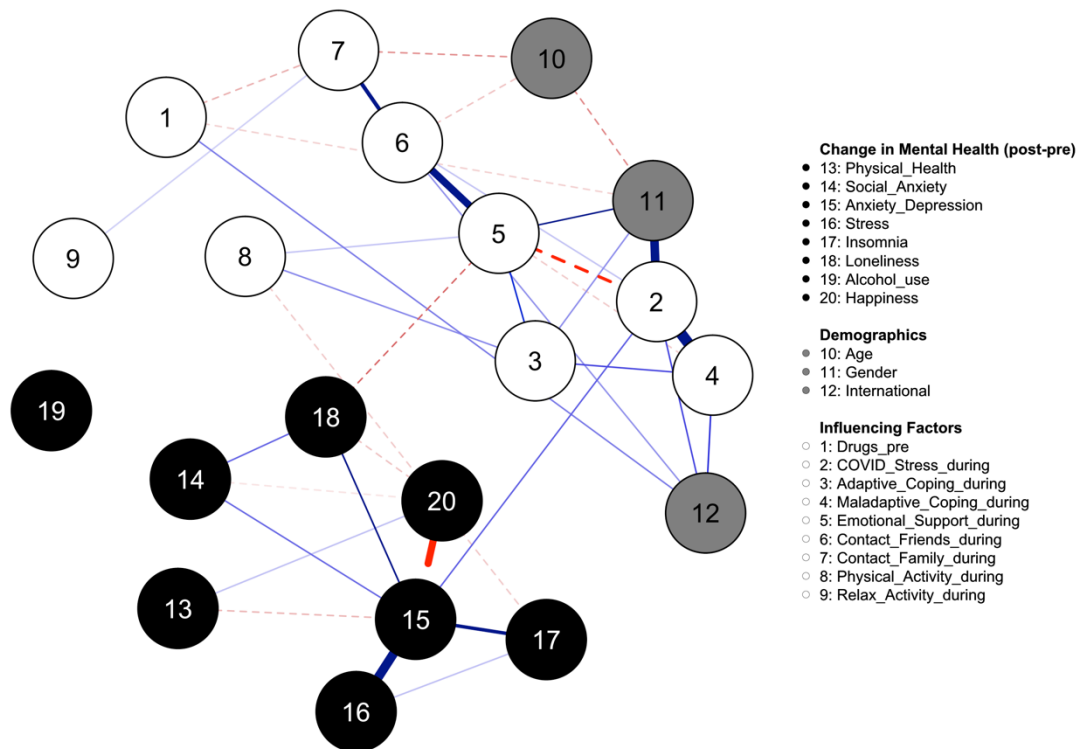 7
10
1
6
11
5
9
8
2
3
4
19
18
14
20
12
13
15
17
16
Change in Mental Health (post-pre)
13: Physical_Health
14: Social_Anxiety
15: Anxiety_Depression
16: Stress
17: Insomnia
18: Loneliness
19: Alcohol_use
20: Happiness
Demographics
10: Age
11: Gender
12: International
Influencing Factors
1: Drugs_pre
2: COVID_Stress_during
3: Adaptive_Coping_during
4: Maladaptive_Coping_during
5: Emotional_Support_during
6: Contact_Friends_during
7: Contact_Family_during
8: Physical_Activity_during
9: Relax_Activity_during